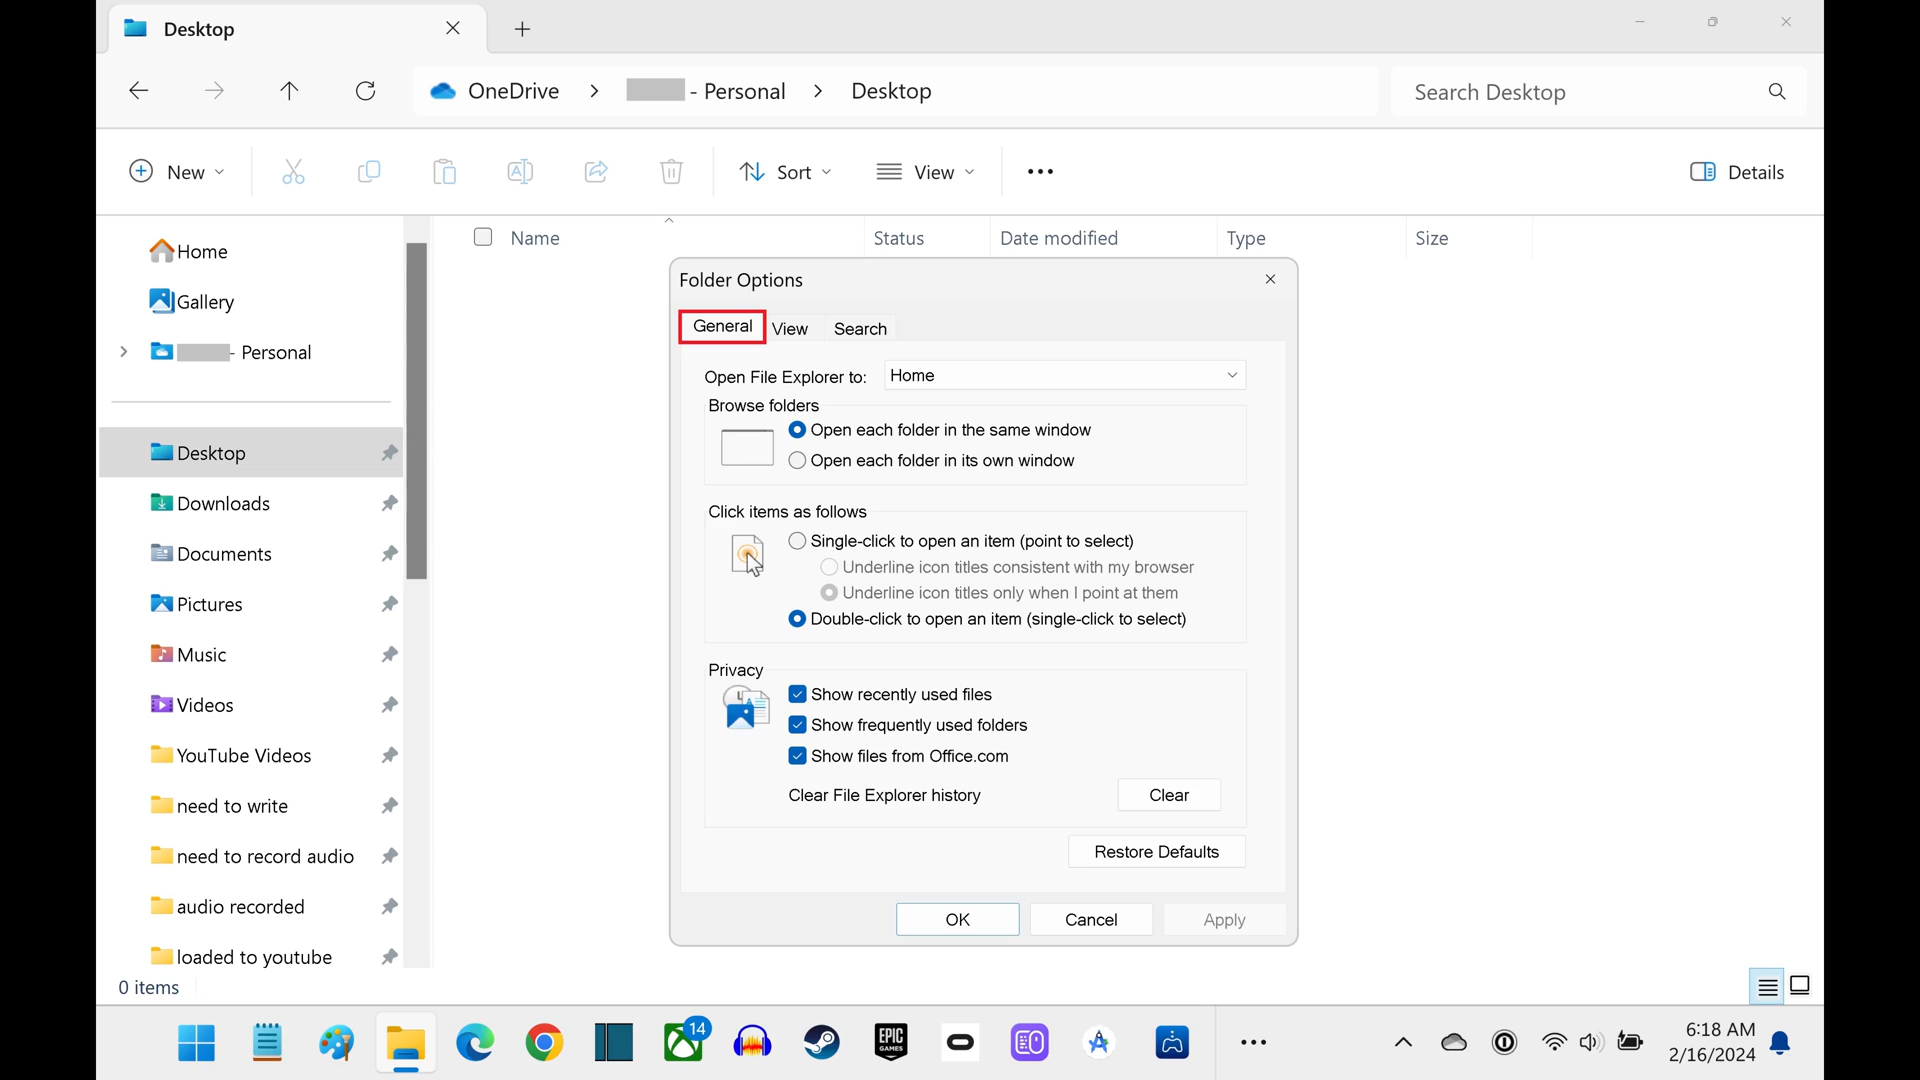 Desktop
OneDrive > - Personal > Desktop
Search Desktop
New
Sort
View
Details
Home
Gallery
- Personal
Desktop
Downloads
Documents
Pictures
Music
Videos
YouTube Videos
need to write
need to record audio
audio recorded
loaded to youtube
0 items
Name Status Date modified Type Size
Folder Options
General View Search
Open File Explorer to: Home
Browse folders
Open each folder in the same window
Open each folder in its own window
Click items as follows
Single-click to open an item (point to select)
Underline icon titles consistent with my browser
Underline icon titles only when I point at them
Double-click to open an item (single-click to select)
Privacy
Show recently used files
Show frequently used folders
Show files from Office.com
Clear File Explorer history Clear
Restore Defaults
OK Cancel Apply
14
EPIC
GAMES
6:18 AM
2/16/2024